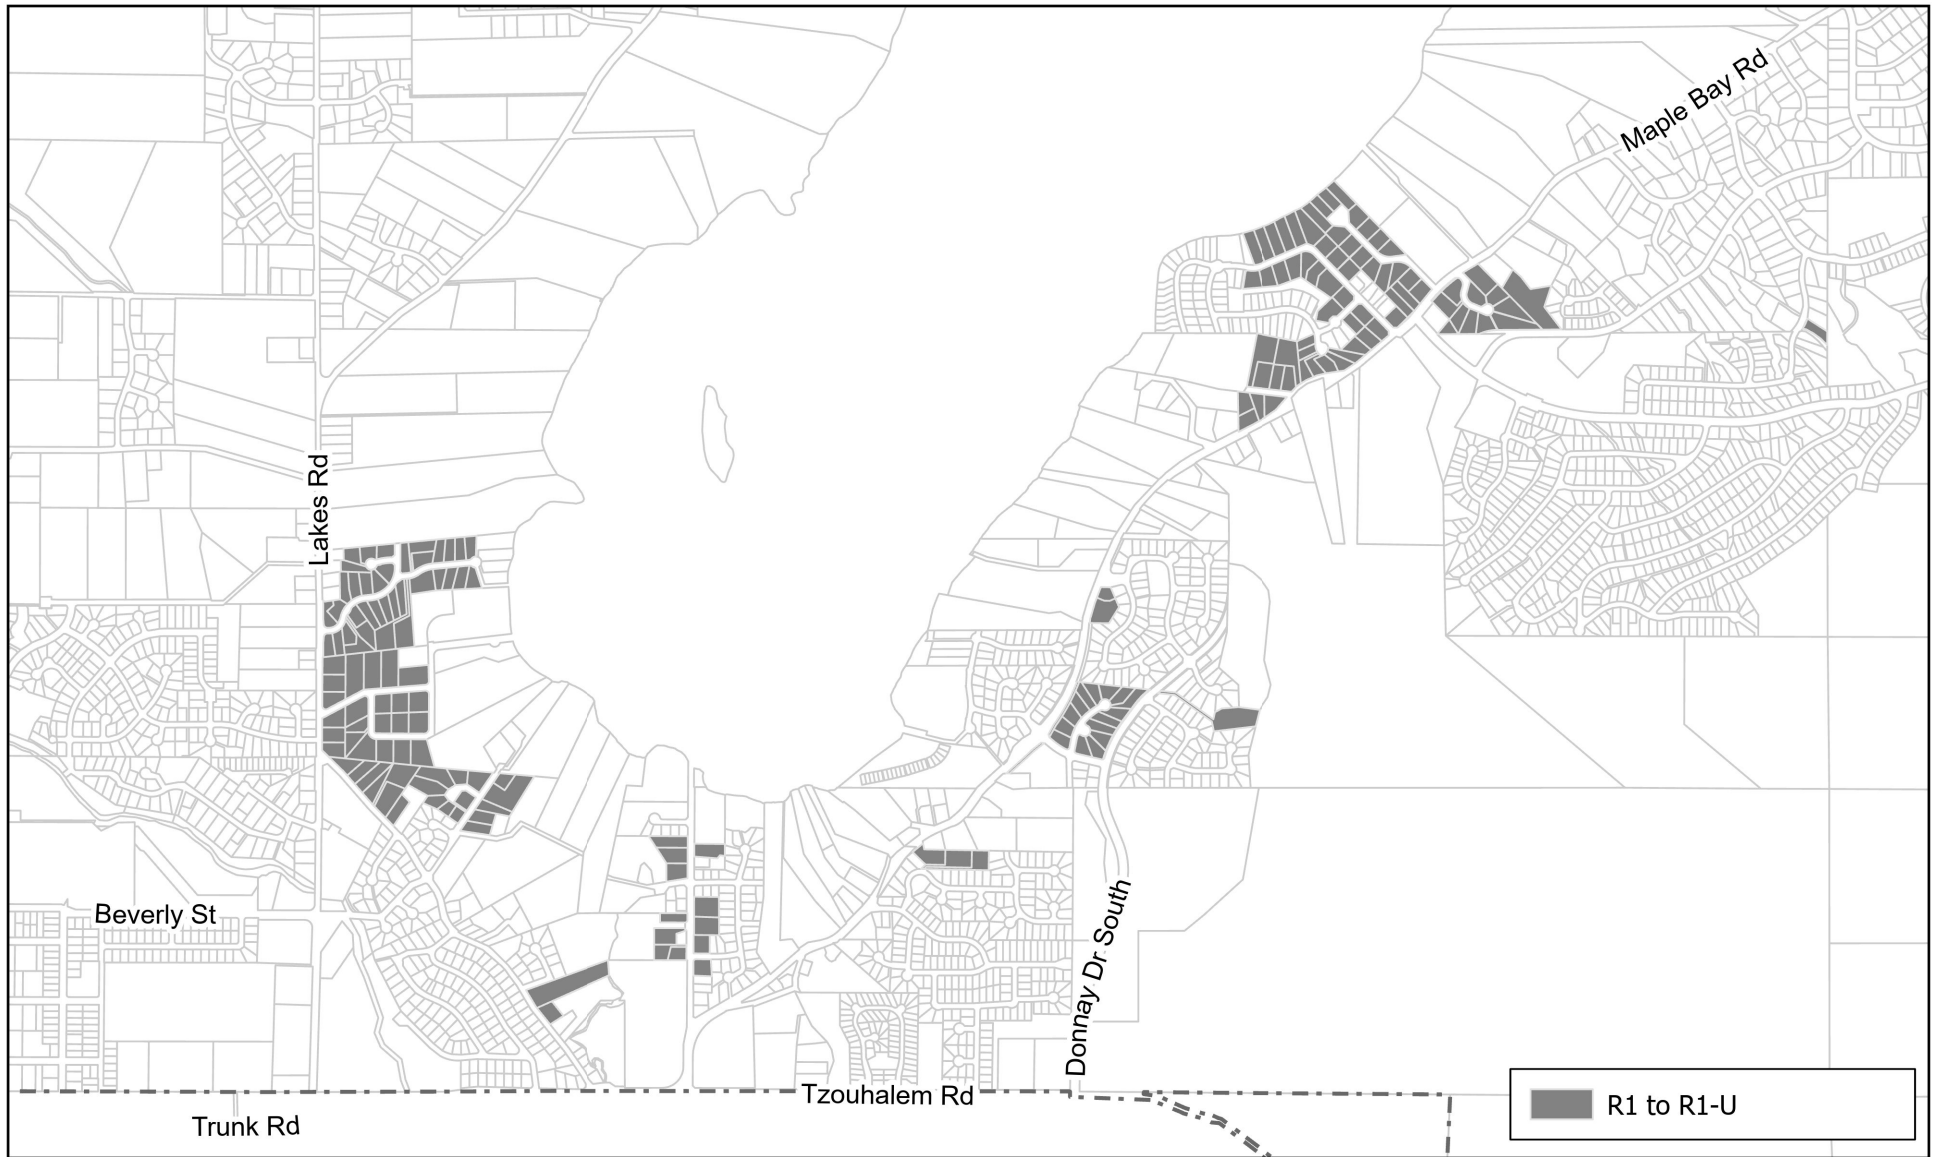 Maple Bay Rd
Lakes Rd
Beverly St
Donnay Dr South
Tzouhalem Rd
Trunk Rd
R1 to R1-U